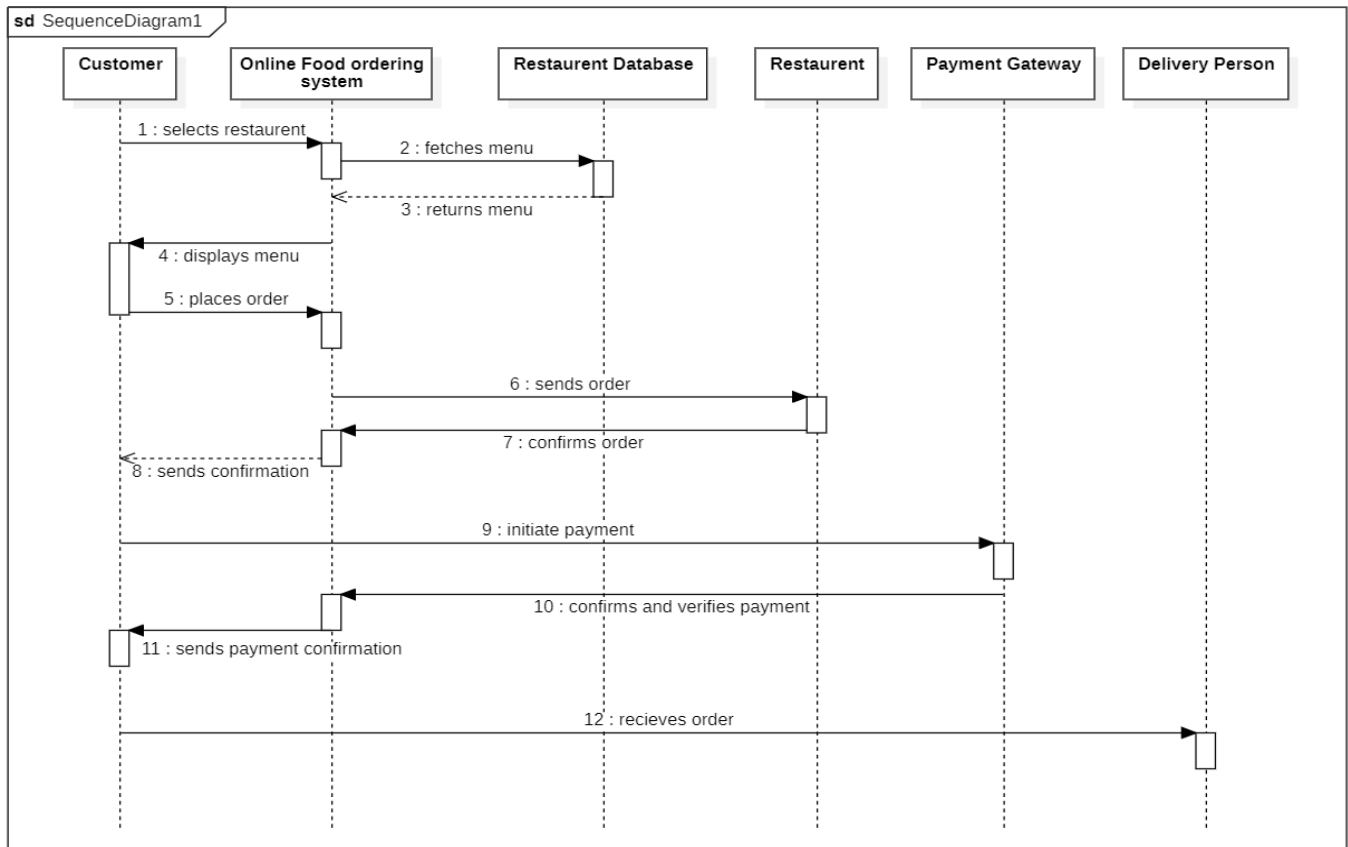 sd SequenceDiagram1
Customer
Online Food ordering
system
Restaurent Database
Restaurent
Payment Gateway
Delivery Person
1 : selects restaurent
2 : fetches menu
3 : returns menu
4 : displays menu
5 : places order
6 : sends order
7 : confirms order
8 : sends confirmation
9 : initiate payment
10 : confirms and verifies payment
11 : sends payment confirmation
12 : recieves order